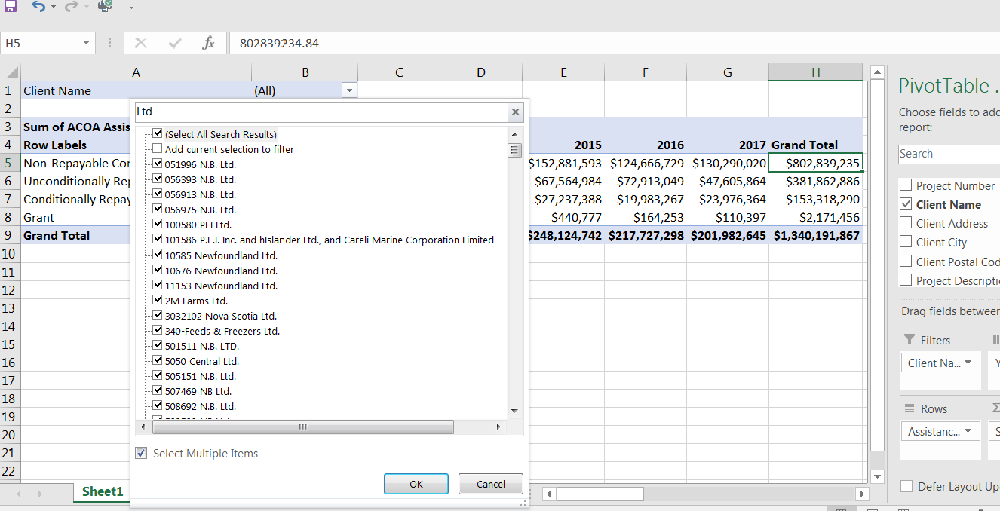 H5 fx 802839234.84
A B C D E F G H
1 Client Name (All)
2
Ltd
3 Sum of ACOA Assis
4 Row Labels 2015 2016 2017 Grand Total
5 Non-Repayable Cor $152,881,593 $124,666,729 $130,290,020 $802,839,235
6 Unconditionally Rep $67,564,984 $72,913,049 $47,605,864 $381,862,886
7 Conditionally Repay $27,237,388 $19,983,267 $23,976,364 $153,318,290
8 Grant $440,777 $164,253 $110,397 $2,171,456
9 Grand Total $248,124,742 $217,727,298 $201,982,645 $1,340,191,867
10
11
12
13
14
15
16
17
18
19
20
21
22
(Select All Search Results)
Add current selection to filter
051996 N.B. Ltd.
056393 N.B. Ltd.
056913 N.B. Ltd.
056975 N.B. Ltd.
100580 PEI Ltd.
101586 P.E.I. Inc. and hIslander Ltd., and Careli Marine Corporation Limited
10585 Newfoundland Ltd.
10676 Newfoundland Ltd.
11153 Newfoundland Ltd.
2M Farms Ltd.
3032102 Nova Scotia Ltd.
340-Feeds & Freezers Ltd.
501511 N.B. LTD.
5050 Central Ltd.
505151 N.B. Ltd.
507469 NB Ltd.
508692 N.B. Ltd.
Select Multiple Items
OK Cancel
Sheet1
PivotTable .
Choose fields to add
report:
Search
Project Number
Client Name
Client Address
Client City
Client Postal Cod
Project Descripti
Drag fields between
Filters
Client Na... Y
Rows Σ
Assistanc... S
Defer Layout Up